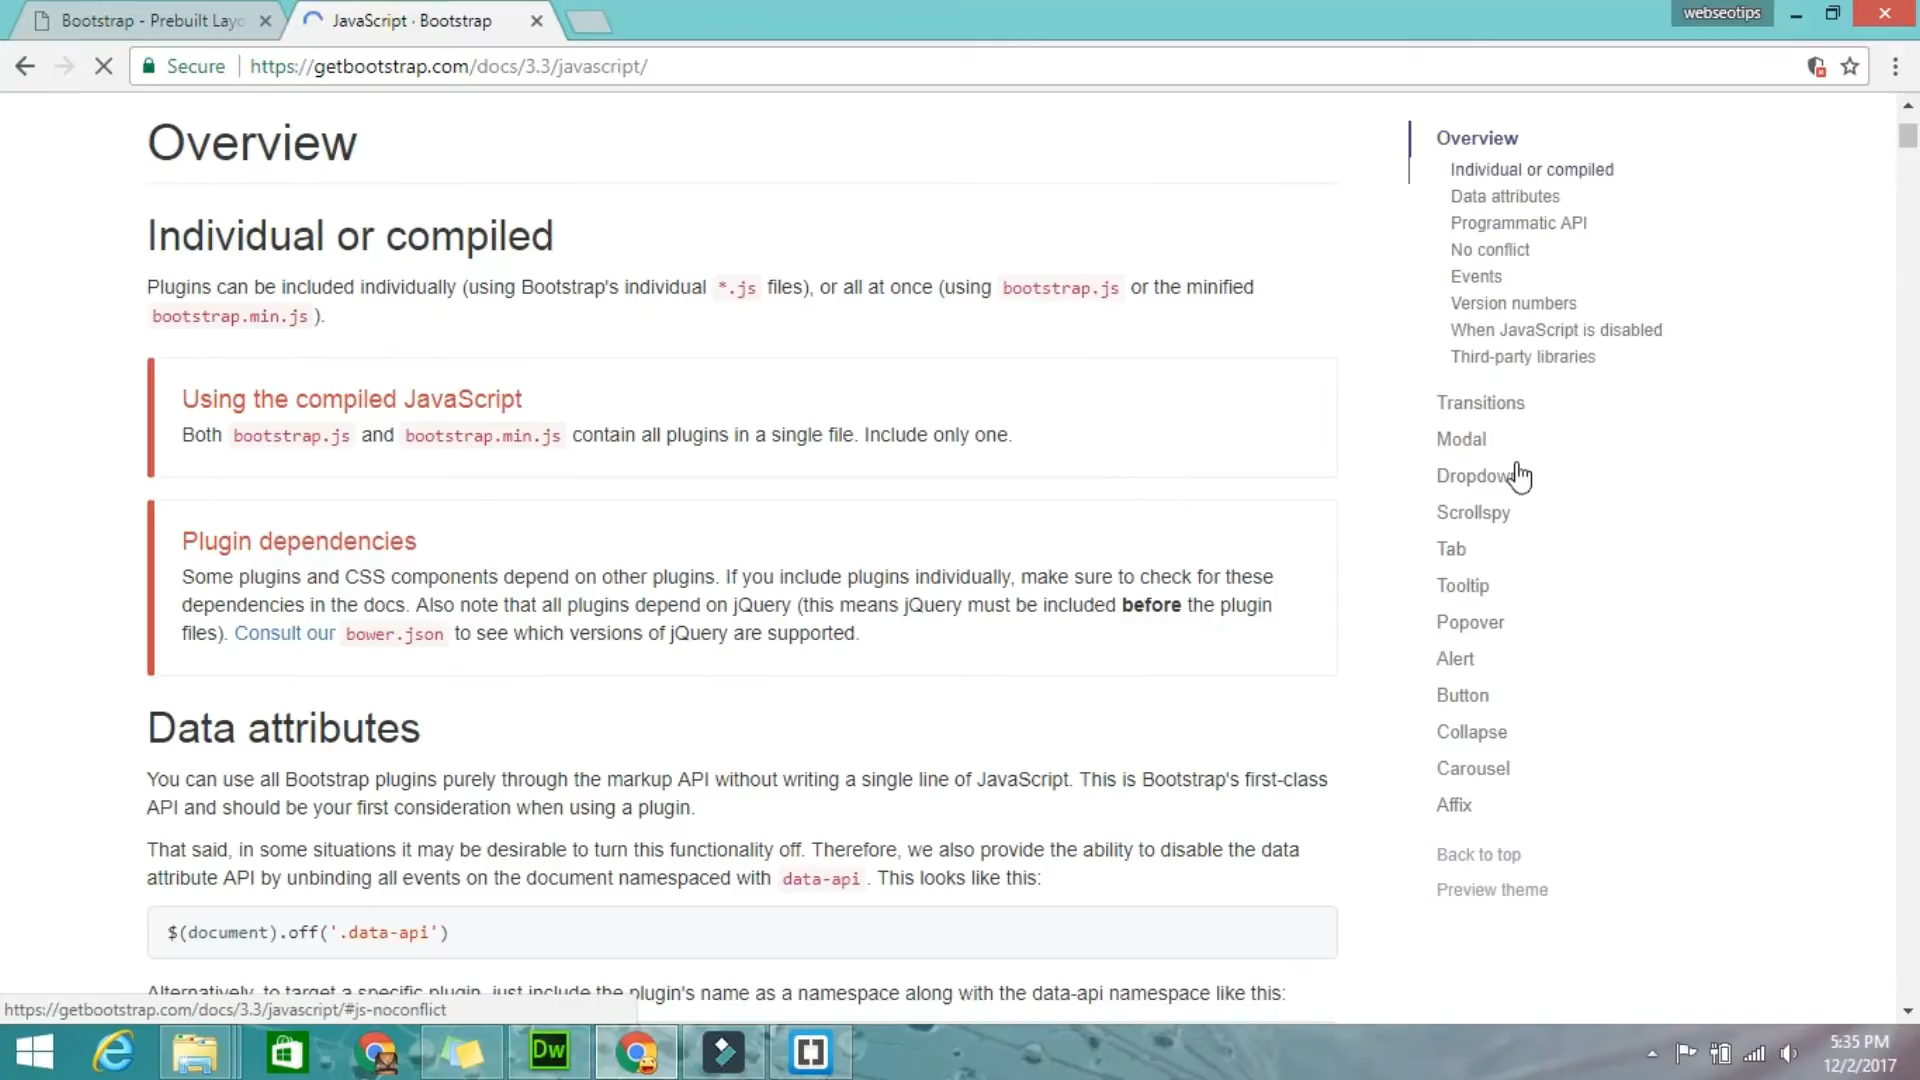 Bootstrap - Prebuilt Layo
JavaScript · Bootstrap
webseotips
Secure
https://getbootstrap.com/docs/3.3/javascript/
Overview
Individual or compiled
Plugins can be included individually (using Bootstrap's individual *.js files), or all at once (using bootstrap.js or the minified
bootstrap.min.js ).
Using the compiled JavaScript
Both bootstrap.js and bootstrap.min.js contain all plugins in a single file. Include only one.
Plugin dependencies
Some plugins and CSS components depend on other plugins. If you include plugins individually, make sure to check for these
dependencies in the docs. Also note that all plugins depend on jQuery (this means jQuery must be included before the plugin
files). Consult our bower.json to see which versions of jQuery are supported.
Data attributes
You can use all Bootstrap plugins purely through the markup API without writing a single line of JavaScript. This is Bootstrap's first-class
API and should be your first consideration when using a plugin.
That said, in some situations it may be desirable to turn this functionality off. Therefore, we also provide the ability to disable the data
attribute API by unbinding all events on the document namespaced with data-api . This looks like this:
$(document).off('.data-api')
Alternatively, to target a specific plugin, just include the plugin's name as a namespace along with the data-api namespace like this:
Overview
Individual or compiled
Data attributes
Programmatic API
No conflict
Events
Version numbers
When JavaScript is disabled
Third-party libraries
Transitions
Modal
Dropdown
Scrollspy
Tab
Tooltip
Popover
Alert
Button
Collapse
Carousel
Affix
Back to top
Preview theme
https://getbootstrap.com/docs/3.3/javascript/#js-noconflict
Dw
5:35 PM
12/2/2017